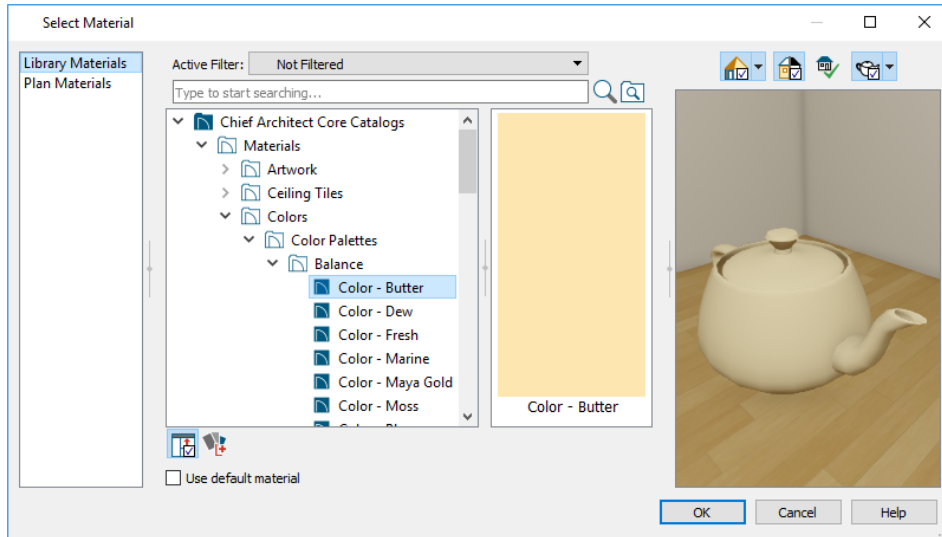 Select Material
Library Materials
Plan Materials
Active Filter: Not Filtered
Type to start searching...
Chief Architect Core Catalogs
Materials
Artwork
Ceiling Tiles
Colors
Color Palettes
Balance
Color - Butter
Color - Dew
Color - Fresh
Color - Marine
Color - Maya Gold
Color - Moss
Color - Butter
Use default material
OK Cancel Help